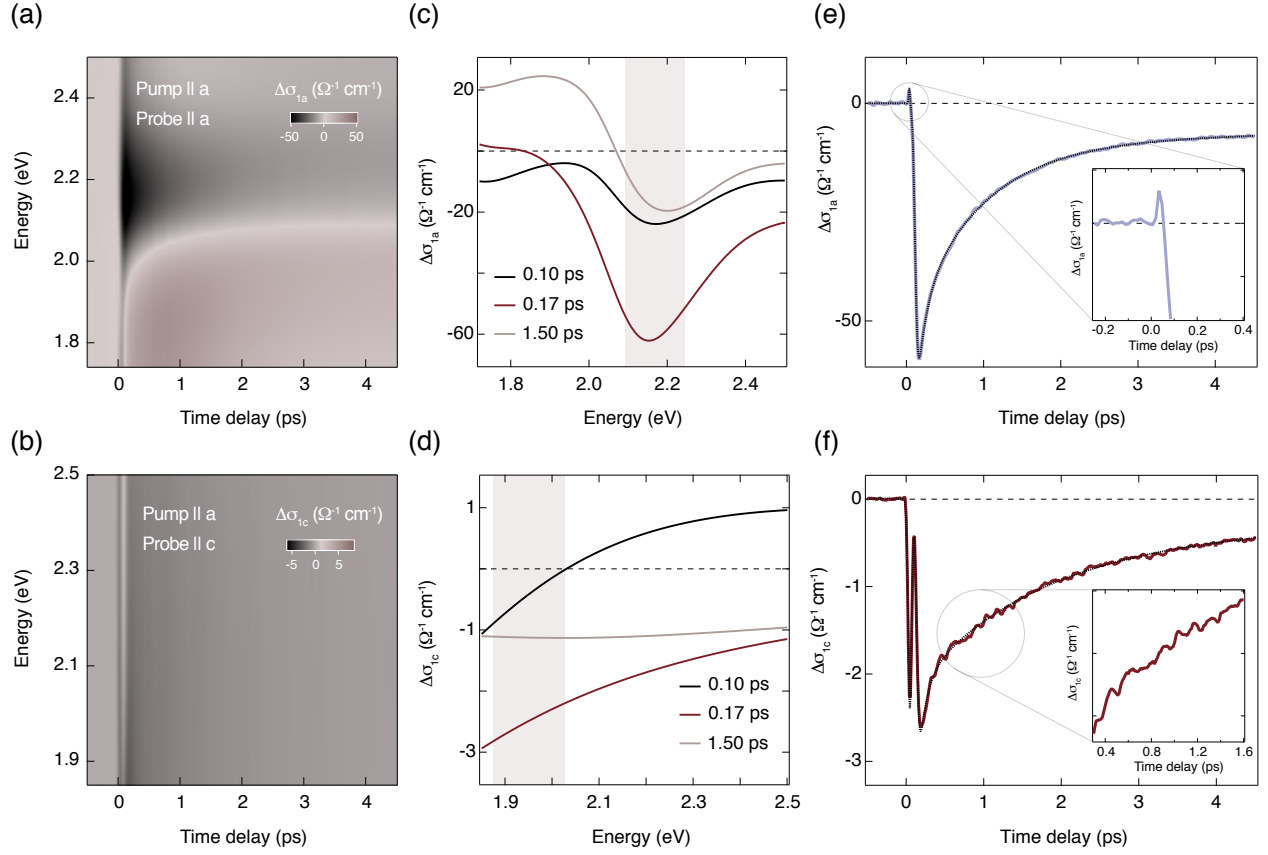 (a)
Pump || a
Probe || a
Δσ1a (Ω-1 cm-1)
-50 0 50
2.4
2.2
2.0
1.8
Energy (eV)
0 1 2 3 4
Time delay (ps)
(c)
20
-20
-60
Δσ1a (Ω-1 cm-1)
0.10 ps
0.17 ps
1.50 ps
1.8 2.0 2.2 2.4
Energy (eV)
(e)
0
-50
Δσ1a (Ω-1 cm-1)
Δσ1a (Ω-1 cm-1)
-0.2 0.0 0.2 0.4
Time delay (ps)
0 1 2 3 4
Time delay (ps)
(b)
Pump || a
Probe || c
Δσ1c (Ω-1 cm-1)
-5 0 5
2.5
2.3
2.1
1.9
Energy (eV)
0 1 2 3 4
Time delay (ps)
(d)
1
-1
-3
Δσ1c (Ω-1 cm-1)
0.10 ps
0.17 ps
1.50 ps
1.9 2.1 2.3 2.5
Energy (eV)
(f)
0
-1
-2
-3
Δσ1c (Ω-1 cm-1)
Δσ1c (Ω-1 cm-1)
0.4 0.8 1.2 1.6
Time delay (ps)
0 1 2 3 4
Time delay (ps)